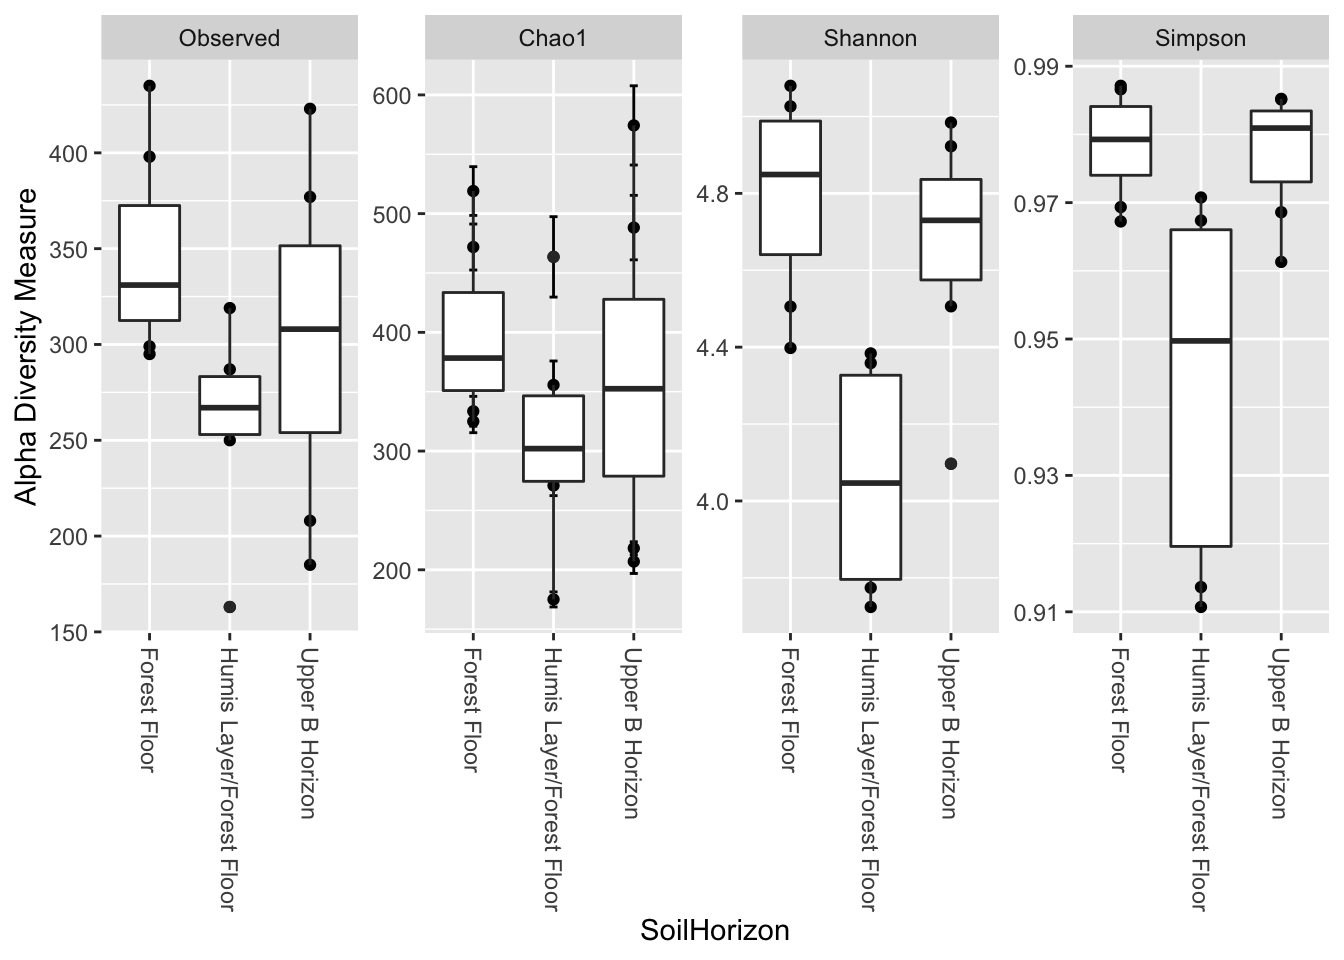 Observed
Chao1
Shannon
Simpson
Alpha Diversity Measure
400
350
300
250
200
150
600
500
400
300
200
4.8
4.4
4.0
0.99
0.97
0.95
0.93
0.91
Forest Floor
Humis Layer/Forest Floor
Upper B Horizon
Forest Floor
Humis Layer/Forest Floor
Upper B Horizon
Forest Floor
Humis Layer/Forest Floor
Upper B Horizon
Forest Floor
Humis Layer/Forest Floor
Upper B Horizon
SoilHorizon